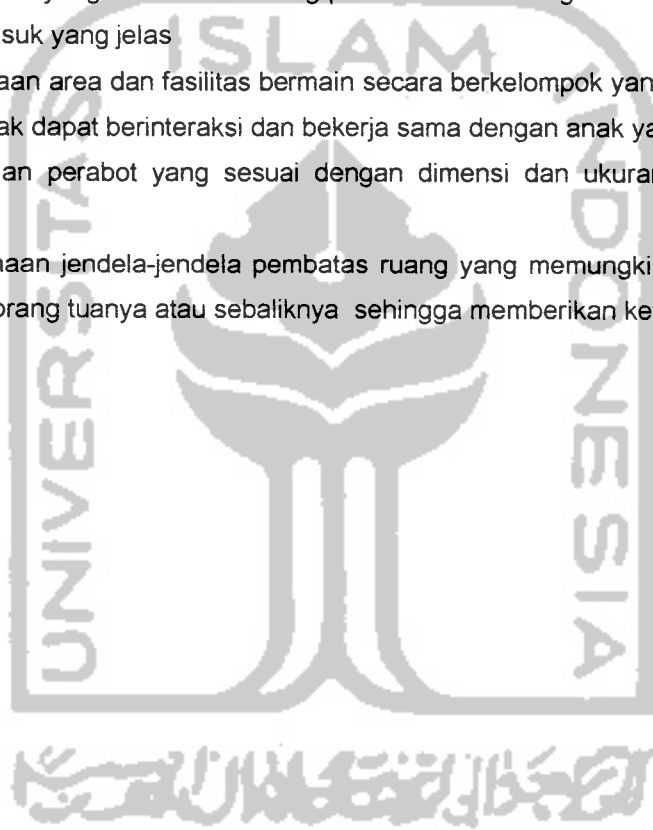 suk yang jelas
aan area dan fasilitas bermain secara berkelompok yan
ak dapat berinteraksi dan bekerja sama dengan anak ya
an perabot yang sesuai dengan dimensi dan ukuran
naan jendela-jendela pembatas ruang yang memungki
orang tuanya atau sebaliknya sehingga memberikan ke
ISLAM
UNIVERSITAS
INDONESIA